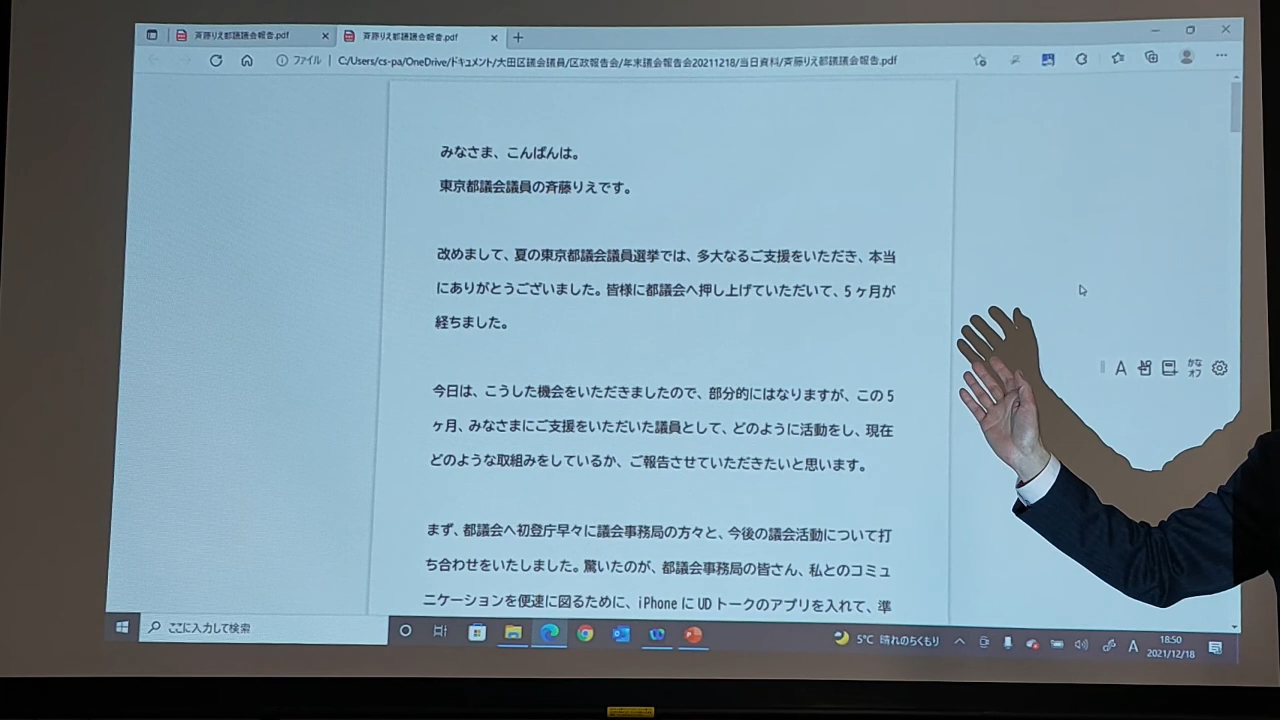 斉藤りえ都議議会報告.pdf
斉藤りえ都議議会報告.pdf
ファイル | C:/Users/cs-pa/OneDrive/ドキュメント/大田区議会議員/区政報告会/年末議会報告会20211218/当日資料/斉藤りえ都議議会報告.pdf
みなさま、こんばんは。
東京都議会議員の斉藤りえです。
改めまして、夏の東京都議会議員選挙では、多大なるご支援をいただき、本当
にありがとうございました。皆様に都議会へ押し上げていただいて、5ヶ月が
経ちました。
今日は、こうした機会をいただきましたので、部分的にはなりますが、この5
ヶ月、みなさまにご支援をいただいた議員として、どのように活動をし、現在
どのような取組みをしているか、ご報告させていただきたいと思います。
まず、都議会へ初登庁早々に議会事務局の方々と、今後の議会活動について打
ち合わせをいたしました。驚いたのが、都議会事務局の皆さん、私とのコミュ
ニケーションを便速に図るために、iPhoneにUDトークのアプリを入れて、準
A
かな
オフ
ここに入力して検索
5°C 晴れのちくもり
A
18:50
2021/12/18